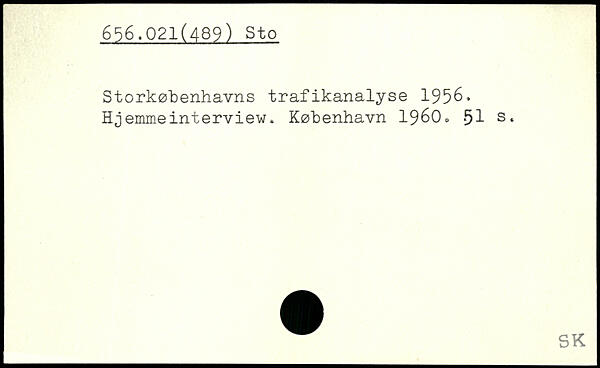 656.021(489) Sto
Storkøbenhavns trafikanalyse 1956.
Hjemmeinterview. København 1960. 51 s.
SK